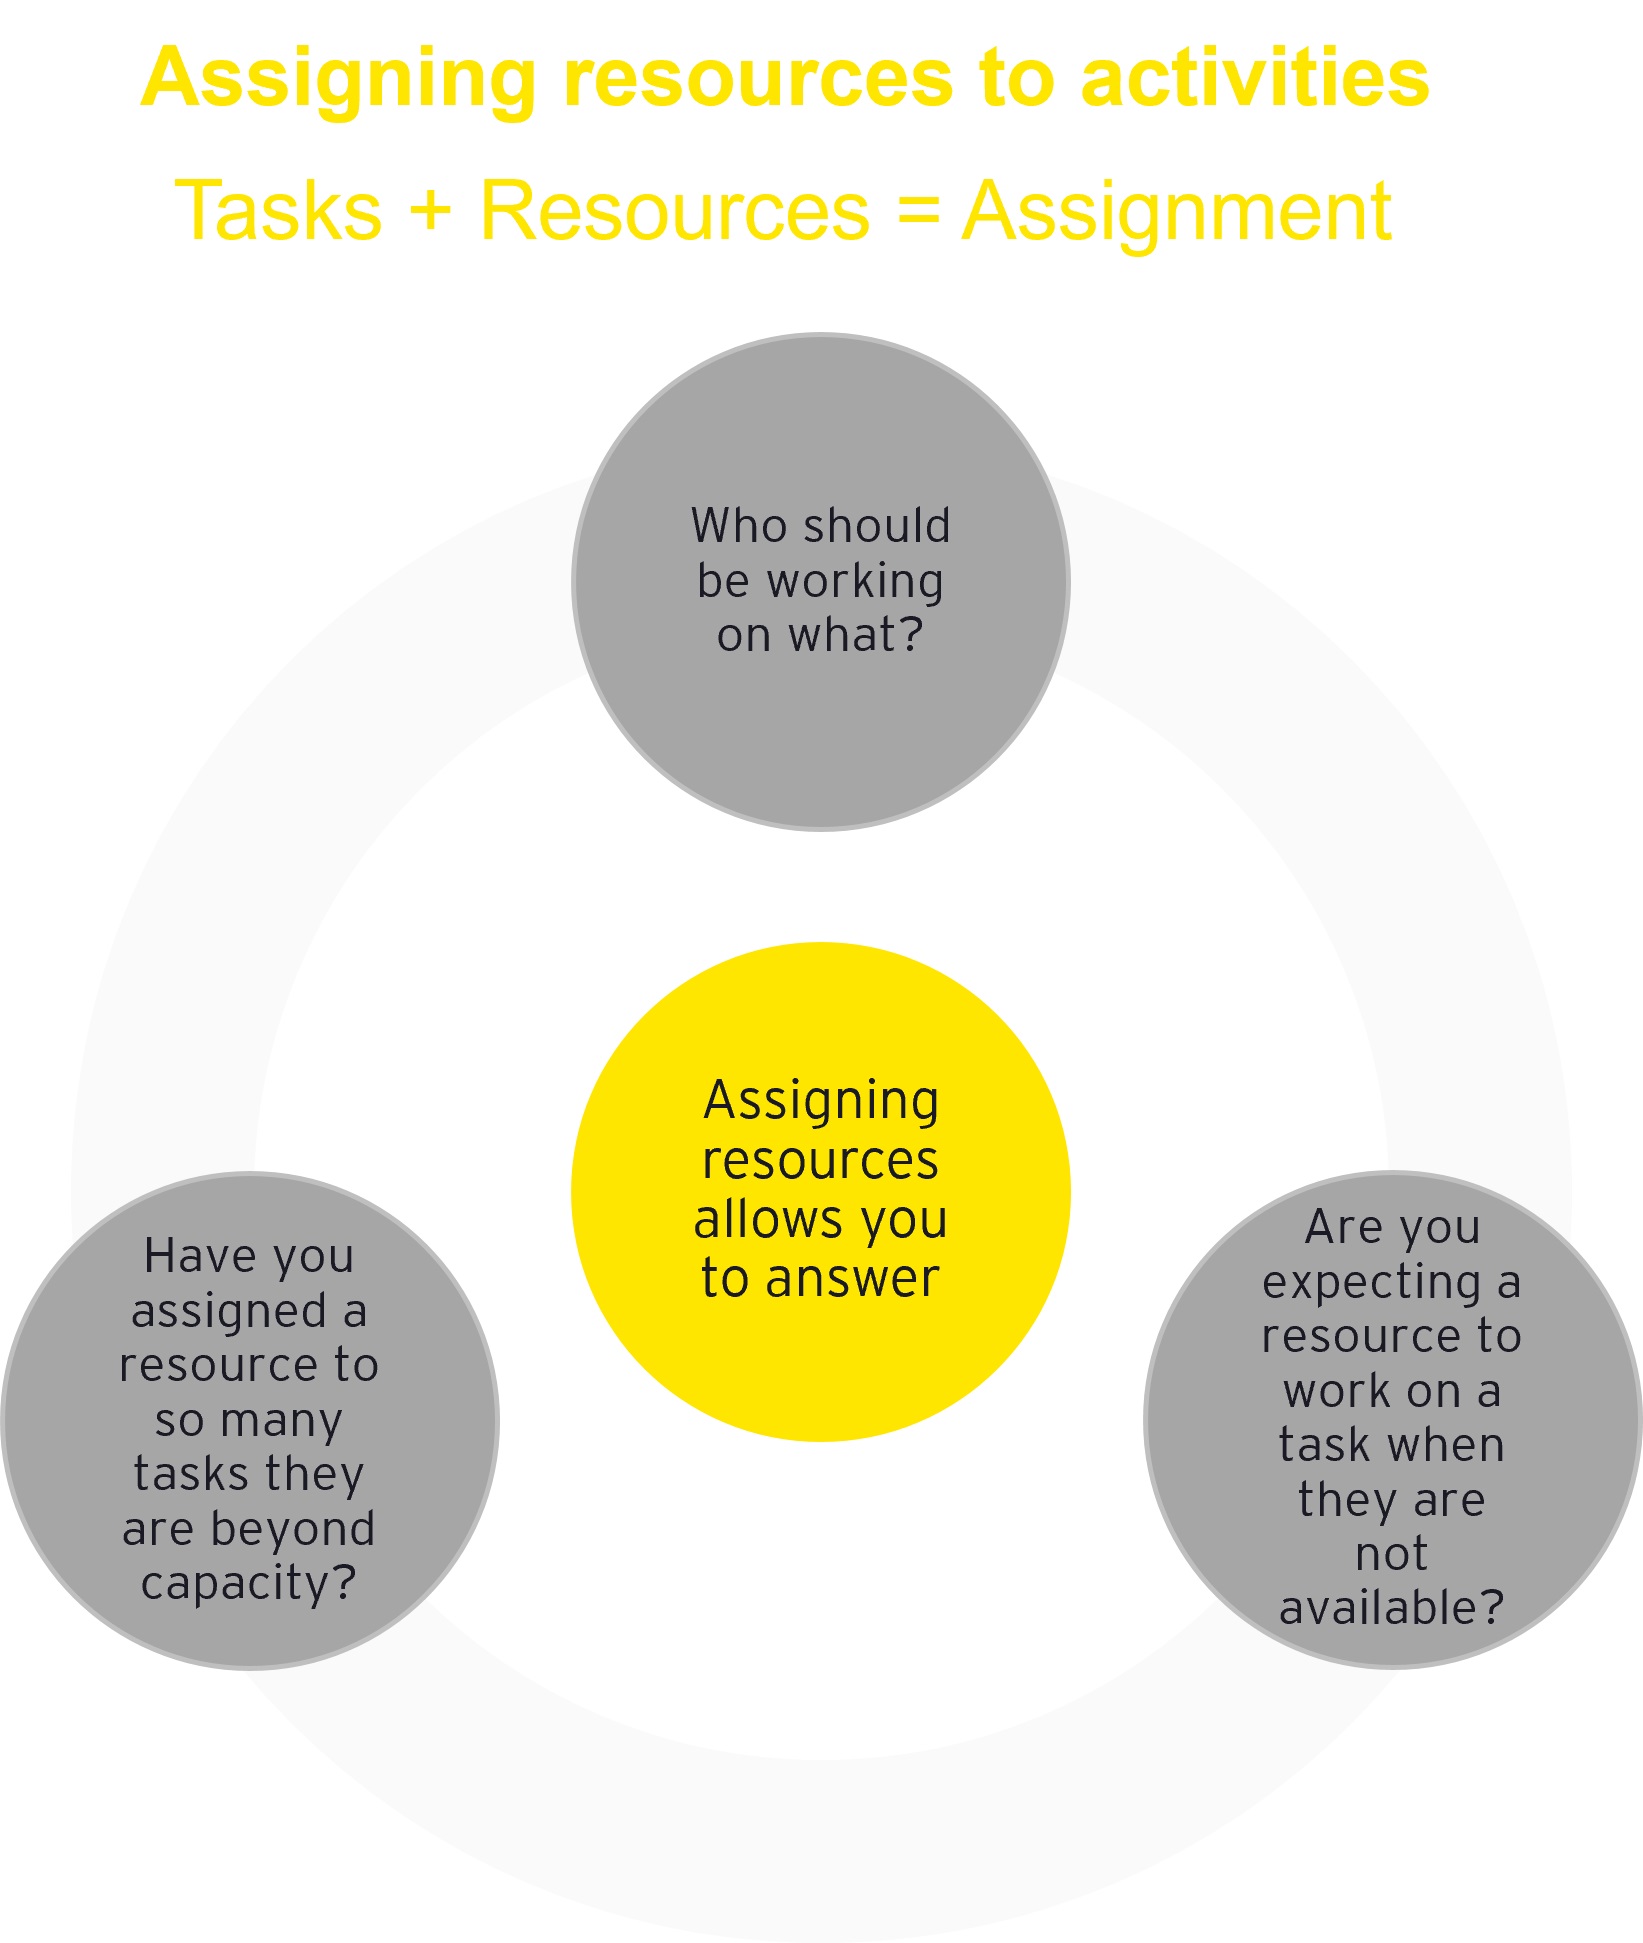 Assigning resources to activities
Tasks + Resources = Assignment
Who should
be working
on what?
Assigning
resources
allows you
to answer
Have you
assigned a
resource to
so many
tasks they
are beyond
capacity?
Are you
expecting a
resource to
work on a
task when
they are
not
available?